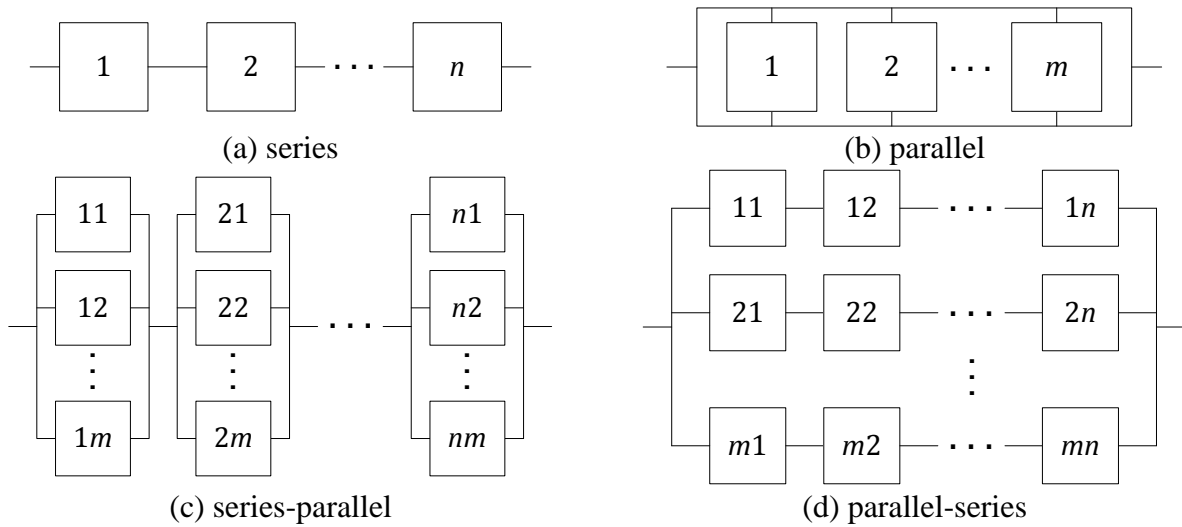 1 2 ··· n
(a) series
1 2 ··· m
(b) parallel
11 21 n1
12 22 ··· n2
⋮ ⋮ ⋮
1m 2m nm
(c) series-parallel
11 12 ··· 1n
21 22 ··· 2n
⋮
m1 m2 ··· mn
(d) parallel-series